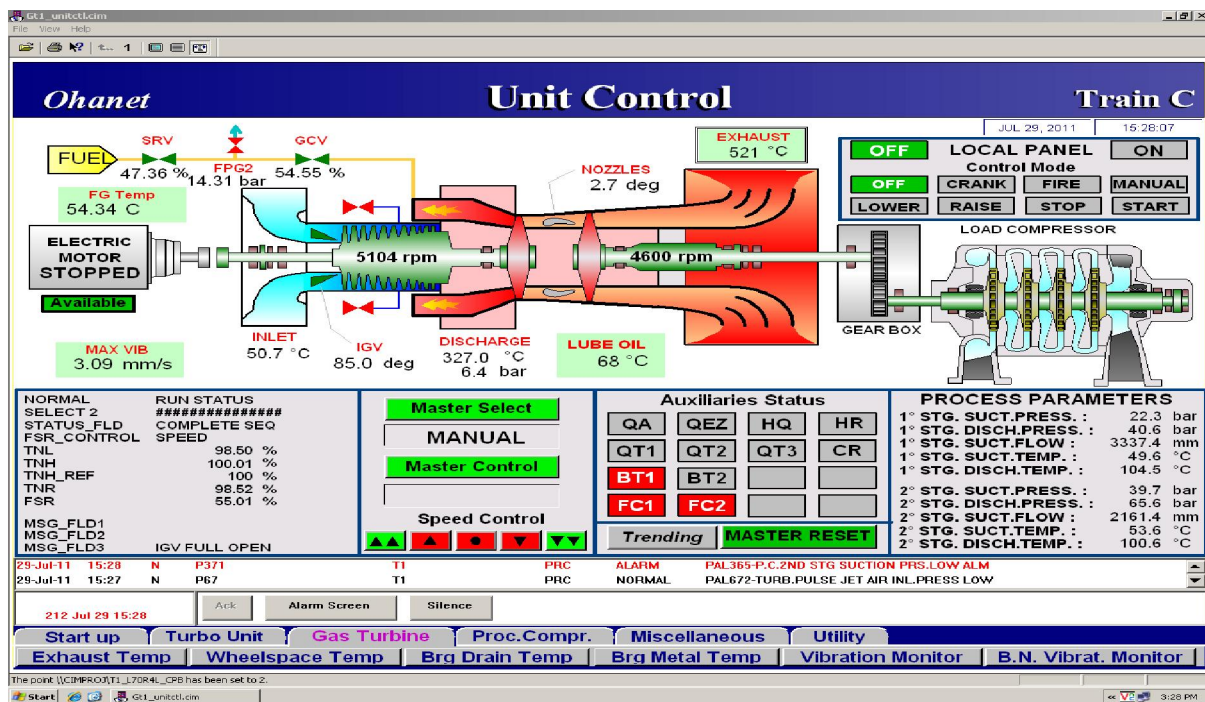 Gt1_unitctl.cim
File View Help
t... 1
Ohanet
Unit Control
Train C
JUL 29, 2011 15:28:07
SRV
GCV
FUEL
FPG2
47.36 % 14.31 bar 54.55 %
FG Temp
54.34 C
EXHAUST
521 °C
NOZZLES
2.7 deg
OFF LOCAL PANEL ON
Control Mode
OFF CRANK FIRE MANUAL
LOWER RAISE STOP START
LOAD COMPRESSOR
ELECTRIC
MOTOR
STOPPED
Available
5104 rpm
4600 rpm
GEAR BOX
MAX VIB
3.09 mm/s
INLET
50.7 °C
IGV
85.0 deg
DISCHARGE
327.0 °C
6.4 bar
LUBE OIL
68 °C
NORMAL RUN STATUS
SELECT 2 ###############
STATUS_FLD COMPLETE SEQ
FSR_CONTROL SPEED
TNL 98.50 %
TNH 100.01 %
TNH_REF 100 %
TNR 98.52 %
FSR 55.01 %
MSG_FLD1
MSG_FLD2
MSG_FLD3 IGV FULL OPEN
Master Select
MANUAL
Master Control
Speed Control
Auxiliaries Status
QA QEZ HQ HR
QT1 QT2 QT3 CR
BT1 BT2
FC1 FC2
Trending MASTER RESET
PROCESS PARAMETERS
1° STG. SUCT.PRESS. : 22.3 bar
1° STG. DISCH.PRESS. : 40.6 bar
1° STG. SUCT.FLOW : 3337.4 mm
1° STG. SUCT.TEMP. : 49.6 °C
1° STG. DISCH.TEMP. : 104.5 °C
2° STG. SUCT.PRESS. : 39.7 bar
2° STG. DISCH.PRESS. : 65.6 bar
2° STG. SUCT.FLOW : 2161.4 mm
2° STG. SUCT.TEMP : 53.6 °C
2° STG. DISCH.TEMP. : 100.6 °C
29-Jul-11 15:28 N P371 T1 PRC ALARM PAL365-P.C.2ND STG SUCTION PRS.LOW ALM
29-Jul-11 15:27 N P67 T1 PRC NORMAL PAL672-TURB.PULSE JET AIR INL.PRESS LOW
212 Jul 29 15:28
Ack Alarm Screen Silence
Start up Turbo Unit Gas Turbine Proc.Compr. Miscellaneous Utility
Exhaust Temp Wheelspace Temp Brg Drain Temp Brg Metal Temp Vibration Monitor B.N. Vibrat. Monitor
The point \\CIMPROJ\T1_L70R4L_CPB has been set to 2.
Start Gt1_unitctl.cim « 3:28 PM